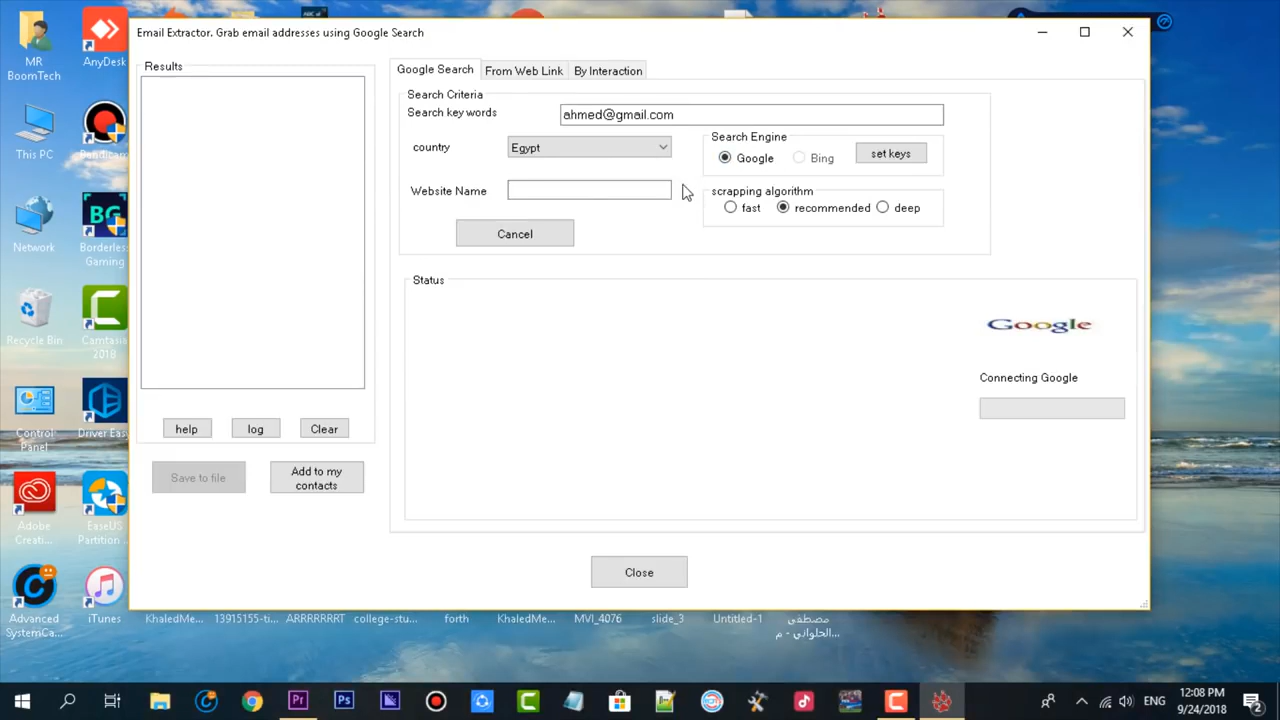 MR
BoomTech
AnyDesk
This PC
Bandicam
Network
BG
Borderless
Gaming
Recycle Bin
Camtasia
2018
Control
Panel
Driver Easy
Adobe
Creati...
EaseUS
Partition ...
Advanced
SystemCa...
iTunes
Email Extractor. Grab email addresses using Google Search
Results
help
log
Clear
Save to file
Add to my
contacts
Google Search
From Web Link
By Interaction
Search Criteria
Search key words
ahmed@gmail.com
country
Egypt
Search Engine
Google
Bing
set keys
Website Name
scrapping algorithm
fast
recommended
deep
Cancel
Status
Google
Connecting Google
Close
KhaledMe...
13915155-ti...
ARRRRRRRT
college-stu...
forth
KhaledMe...
MVI_4076
slide_3
Untitled-1
مصطفى
الحلواني - م...
Pr
Ps
ENG
12:08 PM
9/24/2018
2